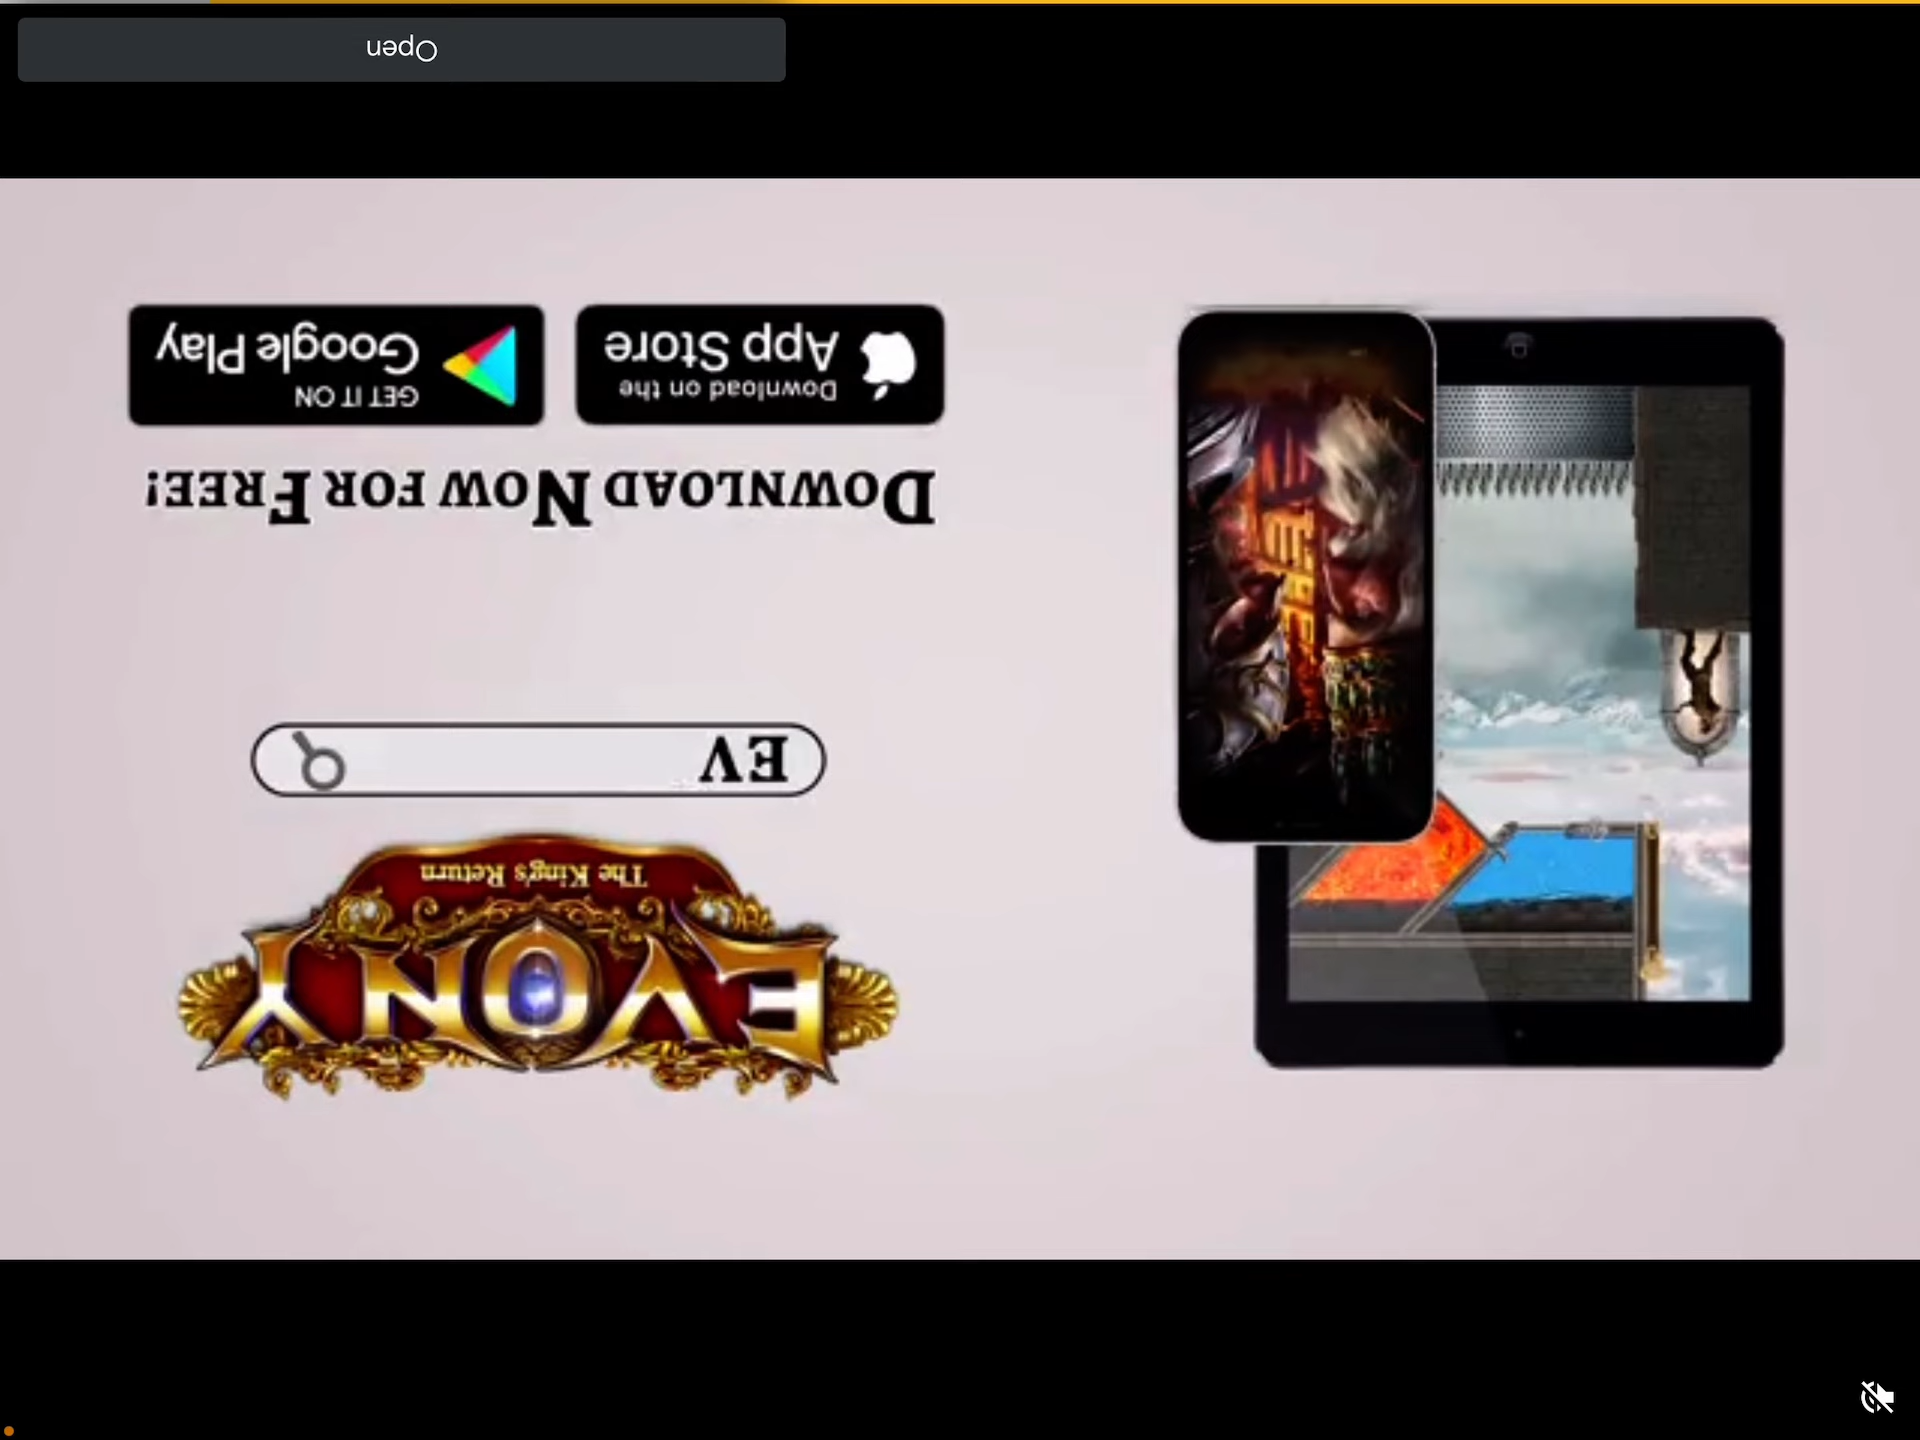 EVONY
The King's Return
EV
DOWNLOAD NOW FOR FREE!
Download on the
App Store
GET IT ON
Google Play
Open